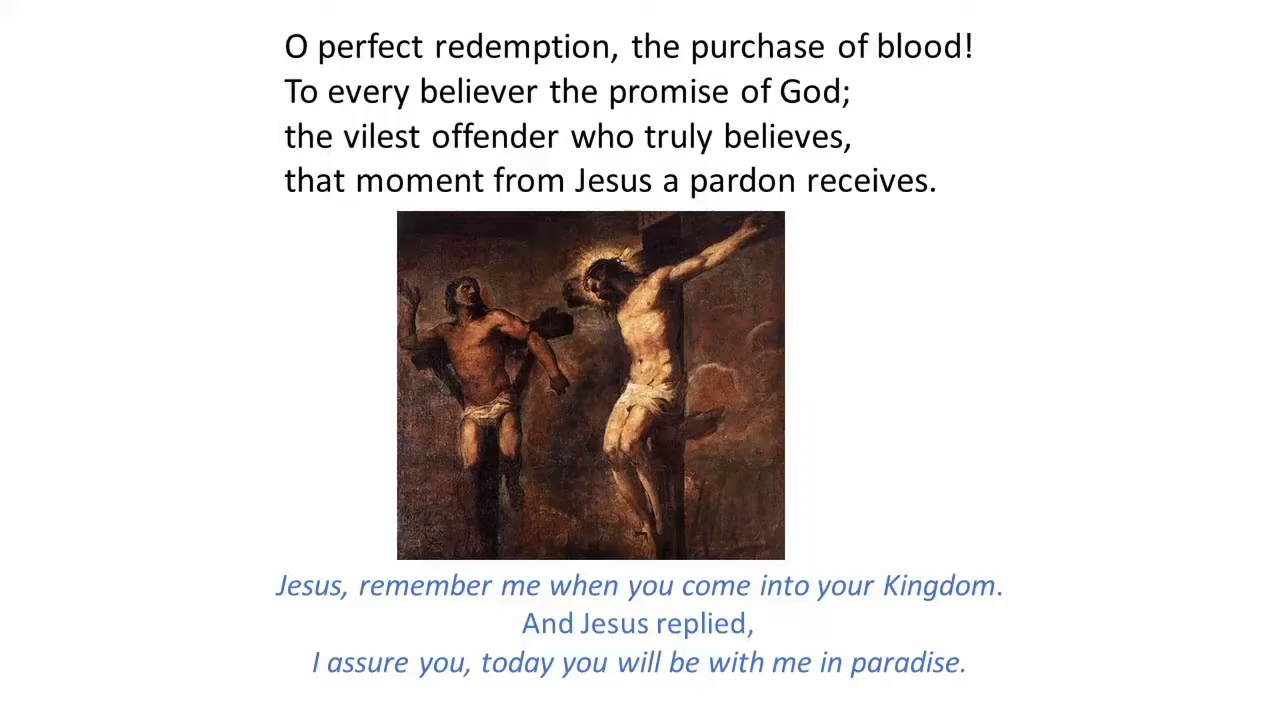 O perfect redemption, the purchase of blood!
To every believer the promise of God;
the vilest offender who truly believes,
that moment from Jesus a pardon receives.
Jesus, remember me when you come into your Kingdom.
And Jesus replied,
I assure you, today you will be with me in paradise.